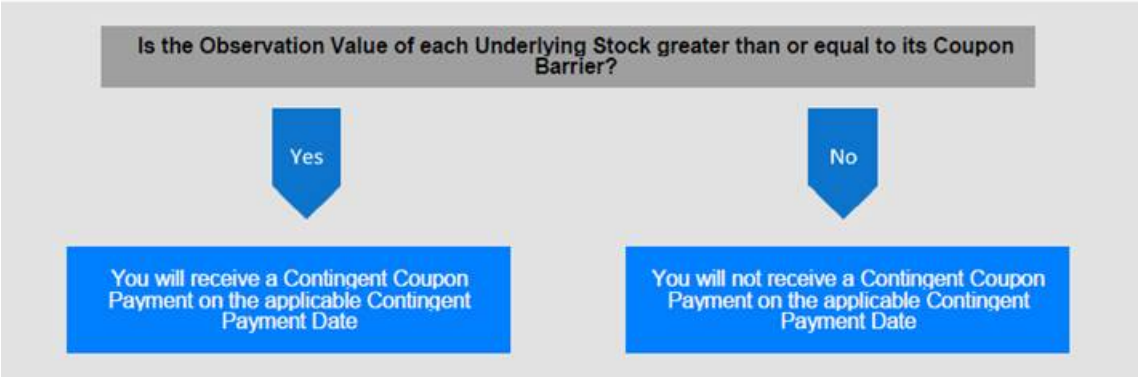 Is the Observation Value of each Underlying Stock greater than or equal to its Coupon
Barrier?
Yes
No
You will receive a Contingent Coupon
Payment on the applicable Contingent
Payment Date
You will not receive a Contingent Coupon
Payment on the applicable Contingent
Payment Date